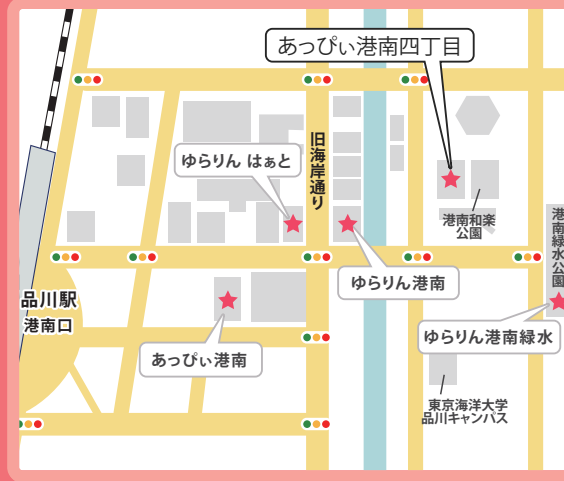 あっぴぃ港南四丁目
旧海岸通り
ゆらりん はぁと
港南和楽
公園
港南緑水公園
ゆらりん港南
品川駅
港南口
ゆらりん港南緑水
あっぴぃ港南
東京海洋大学
品川キャンパス